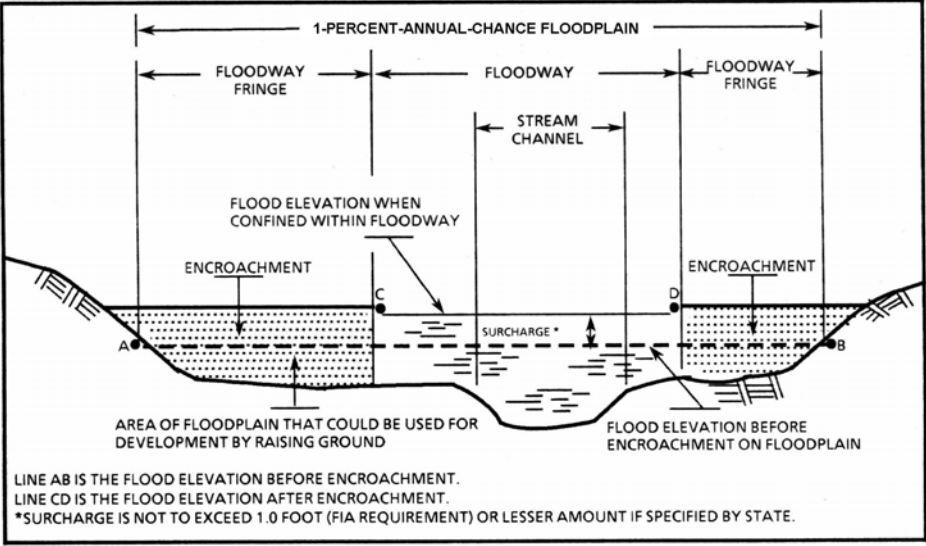 1-PERCENT-ANNUAL-CHANCE FLOODPLAIN
FLOODWAY
FRINGE
FLOODWAY
FLOODWAY
FRINGE
STREAM
CHANNEL
FLOOD ELEVATION WHEN
CONFINED WITHIN FLOODWAY
ENCROACHMENT
ENCROACHMENT
C
D
SURCHARGE *
A
B
AREA OF FLOODPLAIN THAT COULD BE USED FOR
DEVELOPMENT BY RAISING GROUND
FLOOD ELEVATION BEFORE
ENCROACHMENT ON FLOODPLAIN
LINE AB IS THE FLOOD ELEVATION BEFORE ENCROACHMENT.
LINE CD IS THE FLOOD ELEVATION AFTER ENCROACHMENT.
*SURCHARGE IS NOT TO EXCEED 1.0 FOOT (FIA REQUIREMENT) OR LESSER AMOUNT IF SPECIFIED BY STATE.